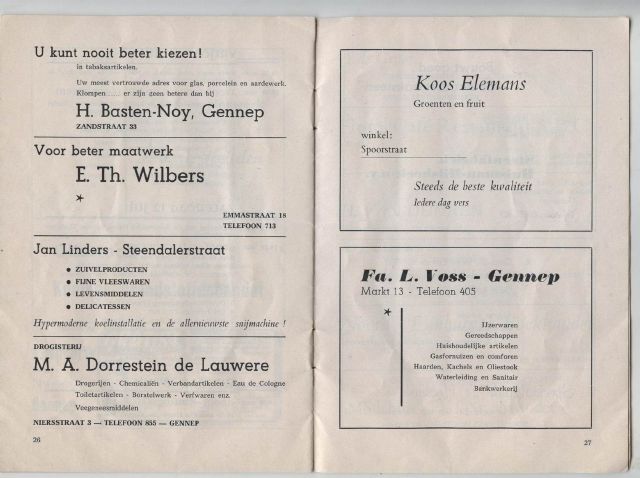 U kunt nooit beter kiezen!
in tabaksartikelen.
Uw meest vertrouwde adres voor glas, porcelein en aardewerk.
Klompen...... er zijn geen betere dan bij
H. Basten-Noy, Gennep
ZANDSTRAAT 33
Voor beter maatwerk
E. Th. Wilbers
EMMASTRAAT 18
TELEFOON 713
Jan Linders - Steendalerstraat
● ZUIVELPRODUCTEN
● FIJNE VLEESWAREN
● LEVENSMIDDELEN
● DELICATESSEN
Hypermoderne koelinstallatie en de allernieuwste snijmachine !
DROGISTERIJ
M. A. Dorrestein de Lauwere
Drogerijen - Chemicaliën - Verbandartikelen - Eau de Cologne
Toiletartikelen - Borstelwerk - Verfwaren enz.
Veegeneesmiddelen
NIERSSTRAAT 3 — TELEFOON 855 — GENNEP
26
Koos Elemans
Groenten en fruit
winkel:
Spoorstraat
Steeds de beste kwaliteit
Iedere dag vers
Fa. L. Voss - Gennep
Markt 13 - Telefoon 405
IJzerwaren
Gereedschappen
Huishoudelijke artikelen
Gasfornuizen en comforen
Haarden, Kachels en Oliestook
Waterleiding en Sanitair
Bankwerkerij
27